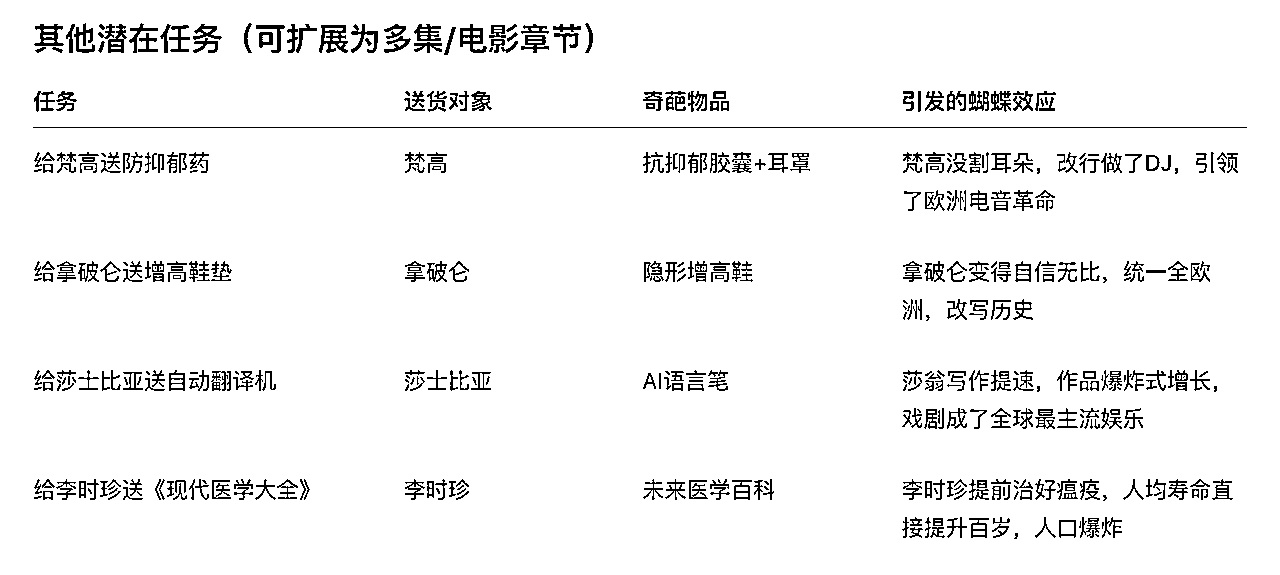 其他潜在任务（可扩展为多集/电影章节）
任务 送货对象 奇葩物品 引发的蝴蝶效应
给梵高送防抑郁药 梵高 抗抑郁胶囊+耳罩 梵高没割耳朵，改行做了DJ，引领
了欧洲电音革命
给拿破仑送增高鞋垫 拿破仑 隐形增高鞋 拿破仑变得自信无比，统一全欧
洲，改写历史
给莎士比亚送自动翻译机 莎士比亚 AI语言笔 莎翁写作提速，作品爆炸式增长，
戏剧成了全球最主流娱乐
给李时珍送《现代医学大全》 李时珍 未来医学百科 李时珍提前治好瘟疫，人均寿命直
接提升百岁，人口爆炸